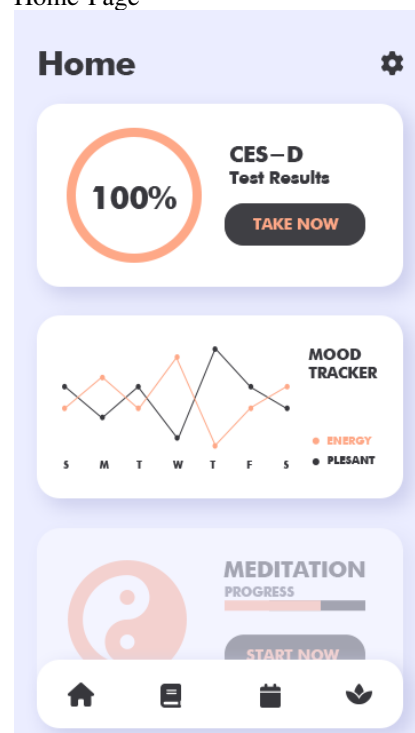 Home Page
Home
100%
CES–D
Test Results
TAKE NOW
MOOD
TRACKER
ENERGY
PLESANT
S M T W T F S
MEDITATION
PROGRESS
START NOW